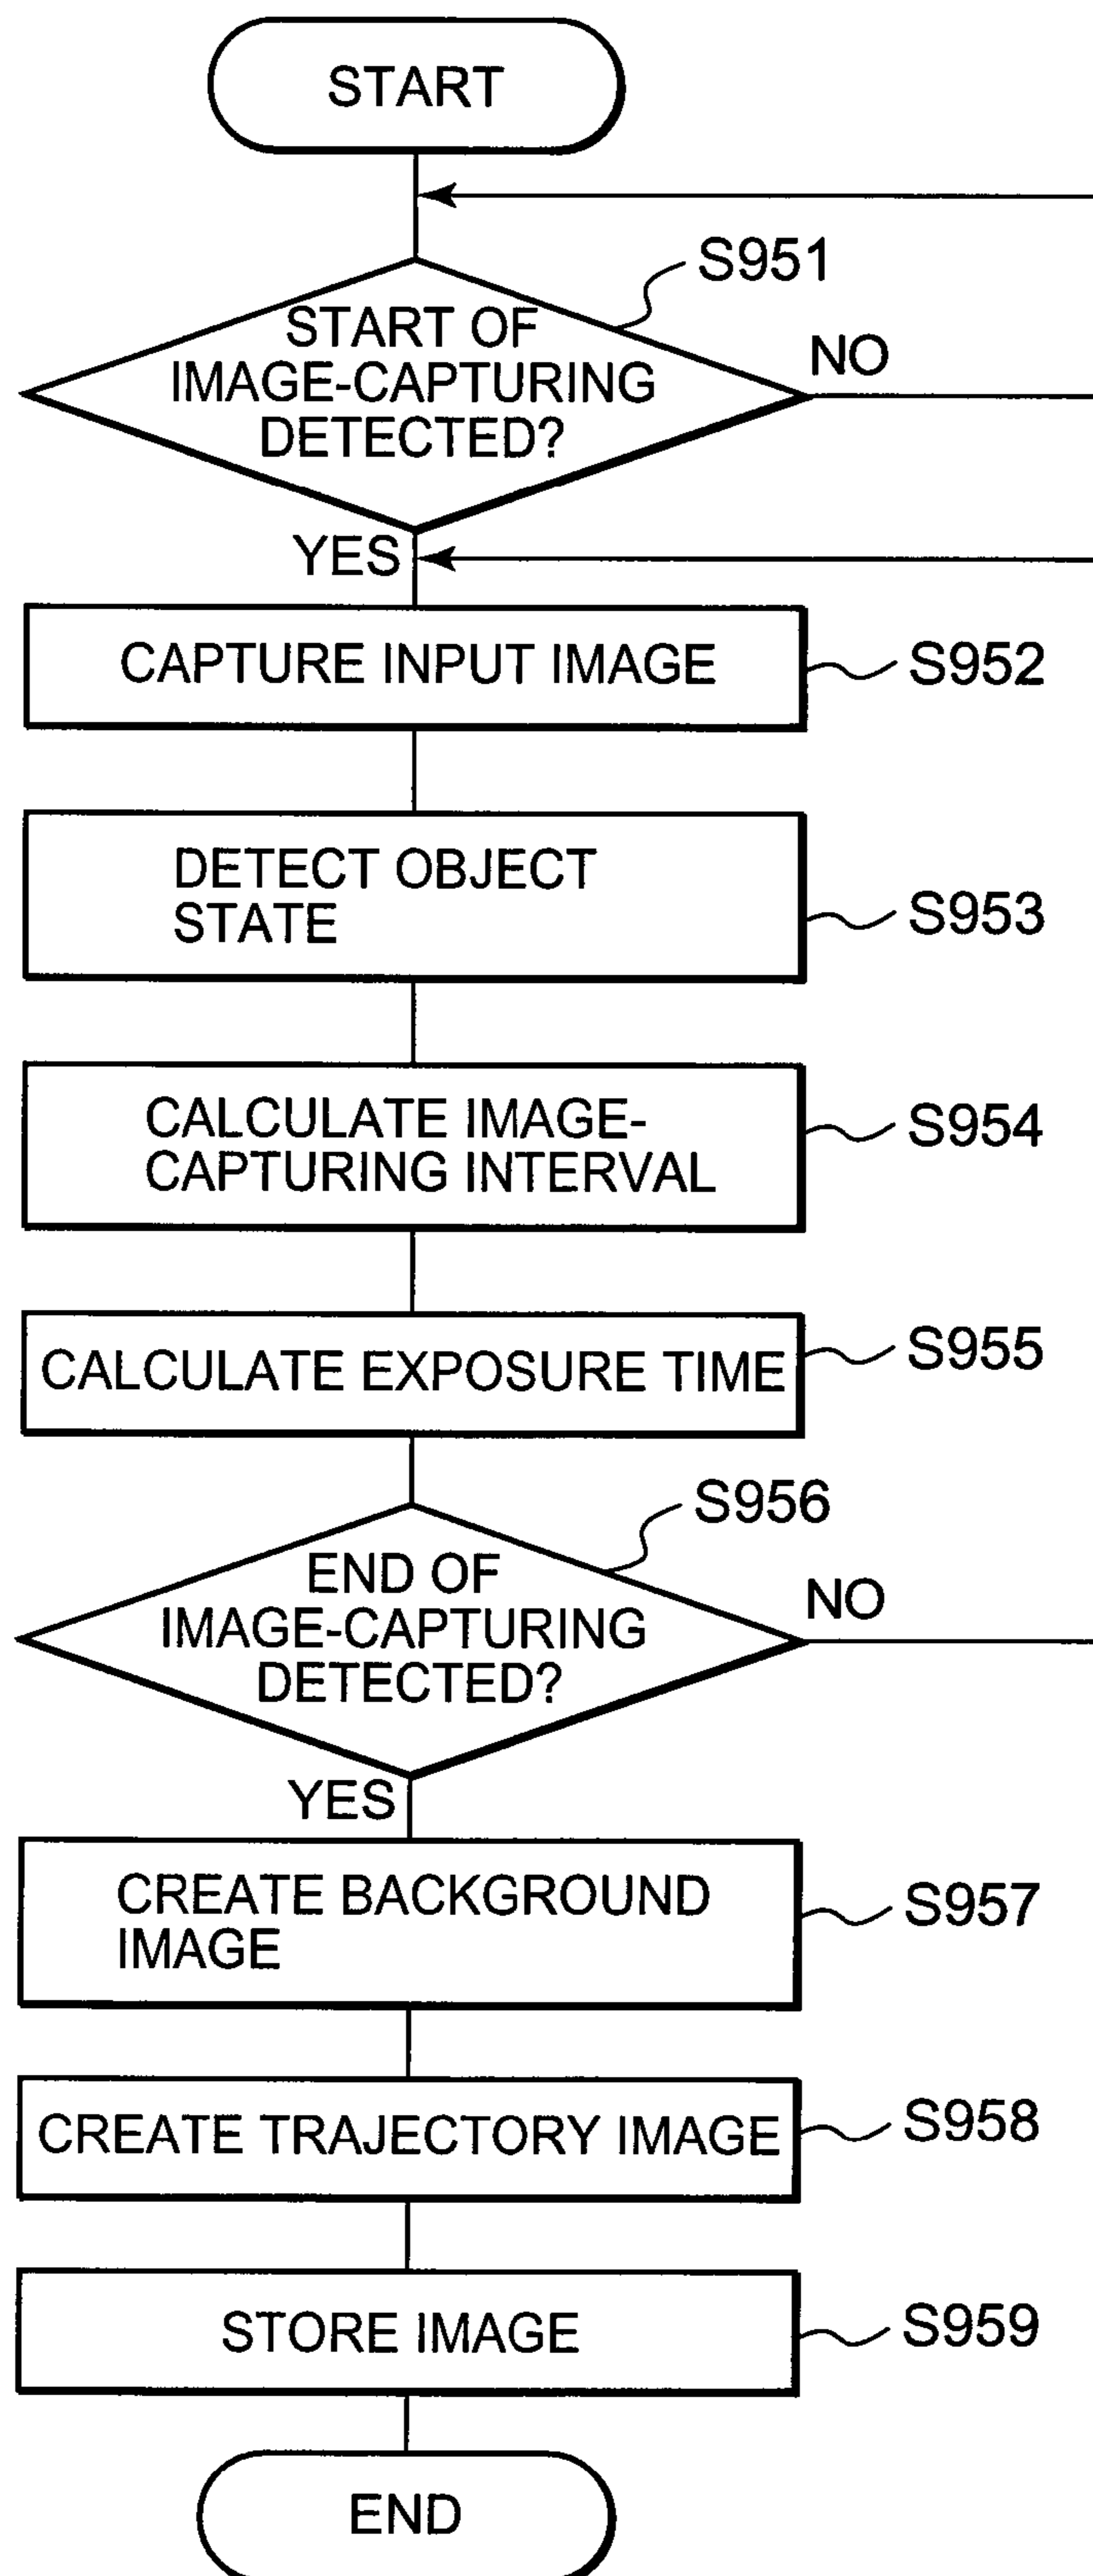 START
S951
START OF
IMAGE-CAPTURING
DETECTED?
NO
YES
CAPTURE INPUT IMAGE
S952
DETECT OBJECT
STATE
S953
CALCULATE IMAGE-
CAPTURING INTERVAL
S954
CALCULATE EXPOSURE TIME
S955
S956
END OF
IMAGE-CAPTURING
DETECTED?
NO
YES
CREATE BACKGROUND
IMAGE
S957
CREATE TRAJECTORY IMAGE
S958
STORE IMAGE
S959
END